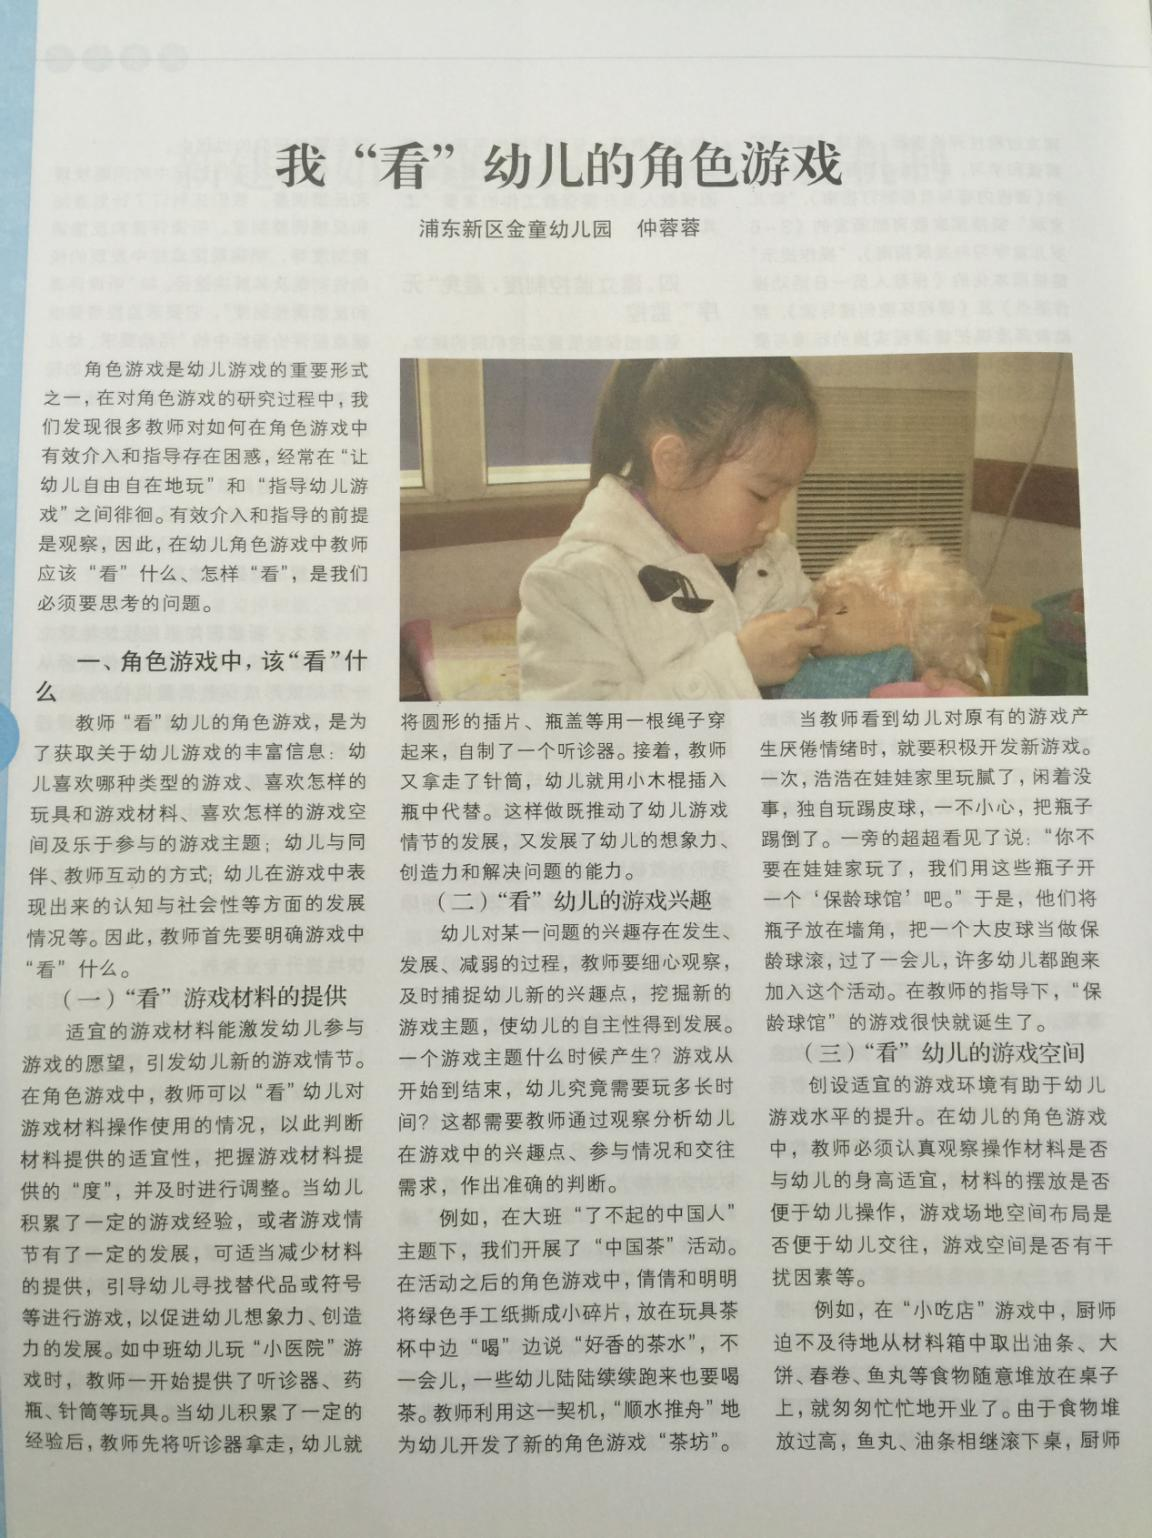 我“看”幼儿的角色游戏
浦东新区金童幼儿园　仲蓉蓉
角色游戏是幼儿游戏的重要形式
之一，在对角色游戏的研究过程中，我
们发现很多教师对如何在角色游戏中
有效介入和指导存在困惑，经常在“让
幼儿自由自在地玩”和“指导幼儿游
戏”之间徘徊。有效介入和指导的前提
是观察，因此，在幼儿角色游戏中教师
应该“看”什么、怎样“看”，是我们
必须要思考的问题。
一、角色游戏中，该“看”什
么
教师“看”幼儿的角色游戏，是为
了获取关于幼儿游戏的丰富信息：幼
儿喜欢哪种类型的游戏、喜欢怎样的
玩具和游戏材料、喜欢怎样的游戏空
间及乐于参与的游戏主题；幼儿与同
伴、教师互动的方式；幼儿在游戏中表
现出来的认知与社会性等方面的发展
情况等。因此，教师首先要明确游戏中
“看”什么。
（一）“看”游戏材料的提供
适宜的游戏材料能激发幼儿参与
游戏的愿望，引发幼儿新的游戏情节。
在角色游戏中，教师可以“看”幼儿对
游戏材料操作使用的情况，以此判断
材料提供的适宜性，把握游戏材料提
供的“度”，并及时进行调整。当幼儿
积累了一定的游戏经验，或者游戏情
节有了一定的发展，可适当减少材料
的提供，引导幼儿寻找替代品或符号
等进行游戏，以促进幼儿想象力、创造
力的发展。如中班幼儿玩“小医院”游
戏时，教师一开始提供了听诊器、药
瓶、针筒等玩具。当幼儿积累了一定的
经验后，教师先将听诊器拿走，幼儿就
将圆形的插片、瓶盖等用一根绳子穿
起来，自制了一个听诊器。接着，教师
又拿走了针筒，幼儿就用小木棍插入
瓶中代替。这样做既推动了幼儿游戏
情节的发展，又发展了幼儿的想象力、
创造力和解决问题的能力。
（二）“看”幼儿的游戏兴趣
幼儿对某一问题的兴趣存在发生、
发展、减弱的过程，教师要细心观察，
及时捕捉幼儿新的兴趣点，挖掘新的
游戏主题，使幼儿的自主性得到发展。
一个游戏主题什么时候产生？游戏从
开始到结束，幼儿究竟需要玩多长时
间？这都需要教师通过观察分析幼儿
在游戏中的兴趣点、参与情况和交往
需求，作出准确的判断。
例如，在大班“了不起的中国人”
主题下，我们开展了“中国茶”活动。
在活动之后的角色游戏中，倩倩和明明
将绿色手工纸撕成小碎片，放在玩具茶
杯中边“喝”边说“好香的茶水”，不
一会儿，一些幼儿陆陆续续跑来也要喝
茶。教师利用这一契机，“顺水推舟”地
为幼儿开发了新的角色游戏“茶坊”。
当教师看到幼儿对原有的游戏产
生厌倦情绪时，就要积极开发新游戏。
一次，浩浩在娃娃家里玩腻了，闲着没
事，独自玩踢皮球，一不小心，把瓶子
踢倒了。一旁的超超看见了说：“你不
要在娃娃家玩了，我们用这些瓶子开
一个‘保龄球馆’吧。”于是，他们将
瓶子放在墙角，把一个大皮球当做保
龄球滚，过了一会儿，许多幼儿都跑来
加入这个活动。在教师的指导下，“保
龄球馆”的游戏很快就诞生了。
（三）“看”幼儿的游戏空间
创设适宜的游戏环境有助于幼儿
游戏水平的提升。在幼儿的角色游戏
中，教师必须认真观察操作材料是否
与幼儿的身高适宜，材料的摆放是否
便于幼儿操作，游戏场地空间布局是
否便于幼儿交往，游戏空间是否有干
扰因素等。
例如，在“小吃店”游戏中，厨师
迫不及待地从材料箱中取出油条、大
饼、春卷、鱼丸等食物随意堆放在桌子
上，就匆匆忙忙地开业了。由于食物堆
放过高，鱼丸、油条相继滚下桌，厨师